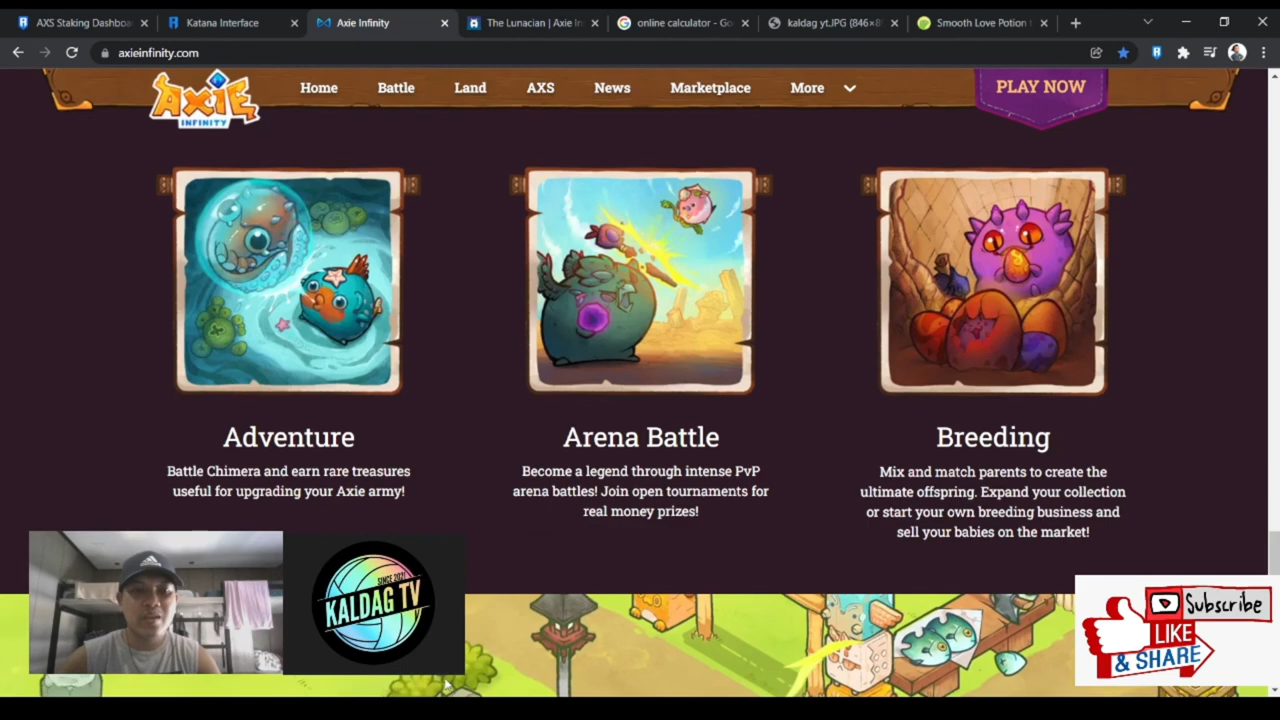 AXS Staking Dashboa
Katana Interface
Axie Infinity
The Lunacian | Axie In
online calculator - Go
kaldag yt.JPG (846×8
Smooth Love Potion t
axieinfinity.com
AXIE
INFINITY
Home
Battle
Land
AXS
News
Marketplace
More
PLAY NOW
Adventure
Battle Chimera and earn rare treasures
useful for upgrading your Axie army!
Arena Battle
Become a legend through intense PvP
arena battles! Join open tournaments for
real money prizes!
Breeding
Mix and match parents to create the
ultimate offspring. Expand your collection
or start your own breeding business and
sell your babies on the market!
SINCE 2021
KALDAG TV
Subscribe
LIKE
& SHARE